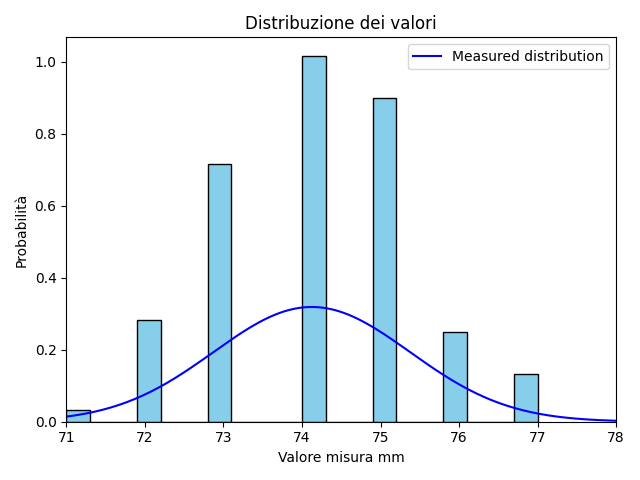 Distribuzione dei valori
Measured distribution
1.0
0.8
0.6
0.4
0.2
0.0
Probabilità
71 72 73 74 75 76 77 78
Valore misura mm